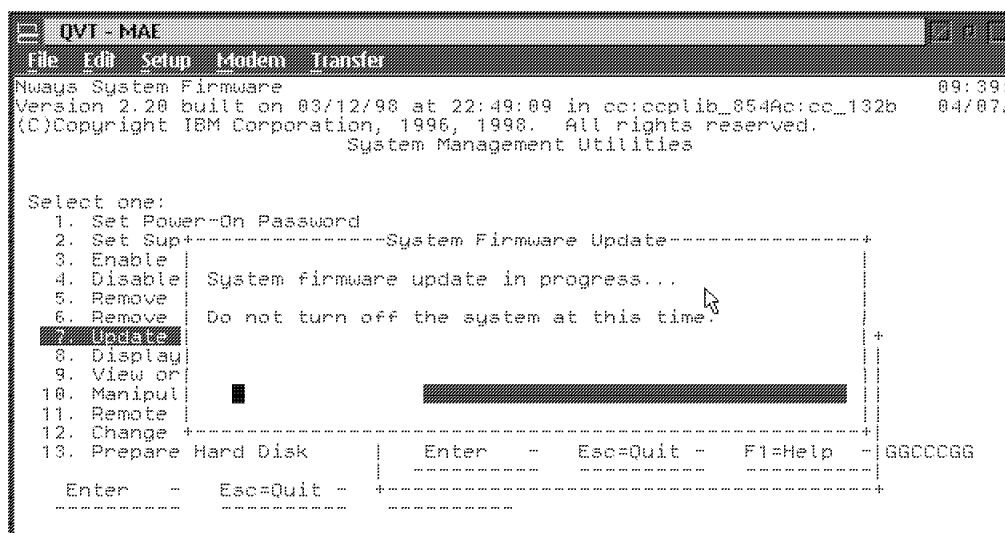 QVT - MAE
File Edit Setup Modem Transfer
Nways System Firmware 09:39:
Version 2.20 built on 03/12/98 at 22:49:09 in cc:ccplib_854Ac:cc_132b 04/07/
(C)Copyright IBM Corporation, 1996, 1998. All rights reserved.
System Management Utilities
Select one:
1. Set Power-On Password
2. Set Sup System Firmware Update
3. Enable
4. Disable System firmware update in progress...
5. Remove
6. Remove Do not turn off the system at this time.
7. Update
8. Display
9. View or
10. Manipul
11. Remote
12. Change
13. Prepare Hard Disk Enter - Esc=Quit - F1=Help - GGCCCGG
Enter - Esc=Quit -